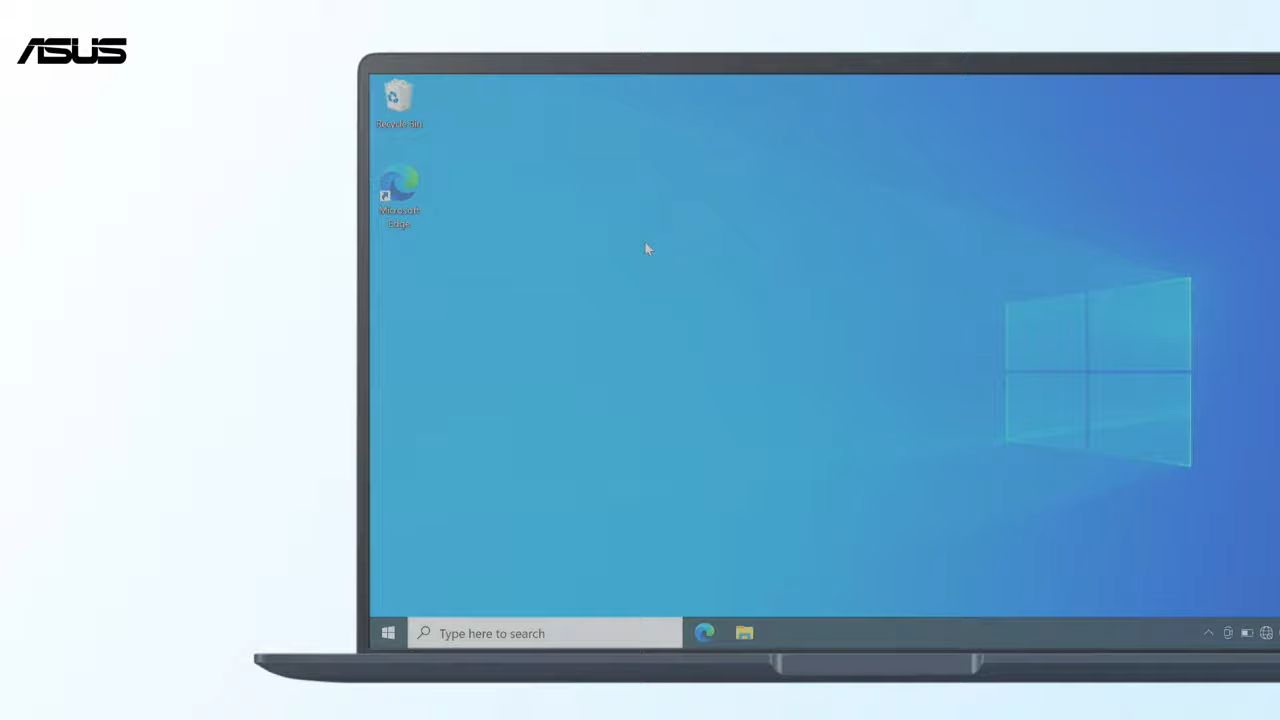 ASUS
Recycle Bin
Microsoft
Edge
Type here to search